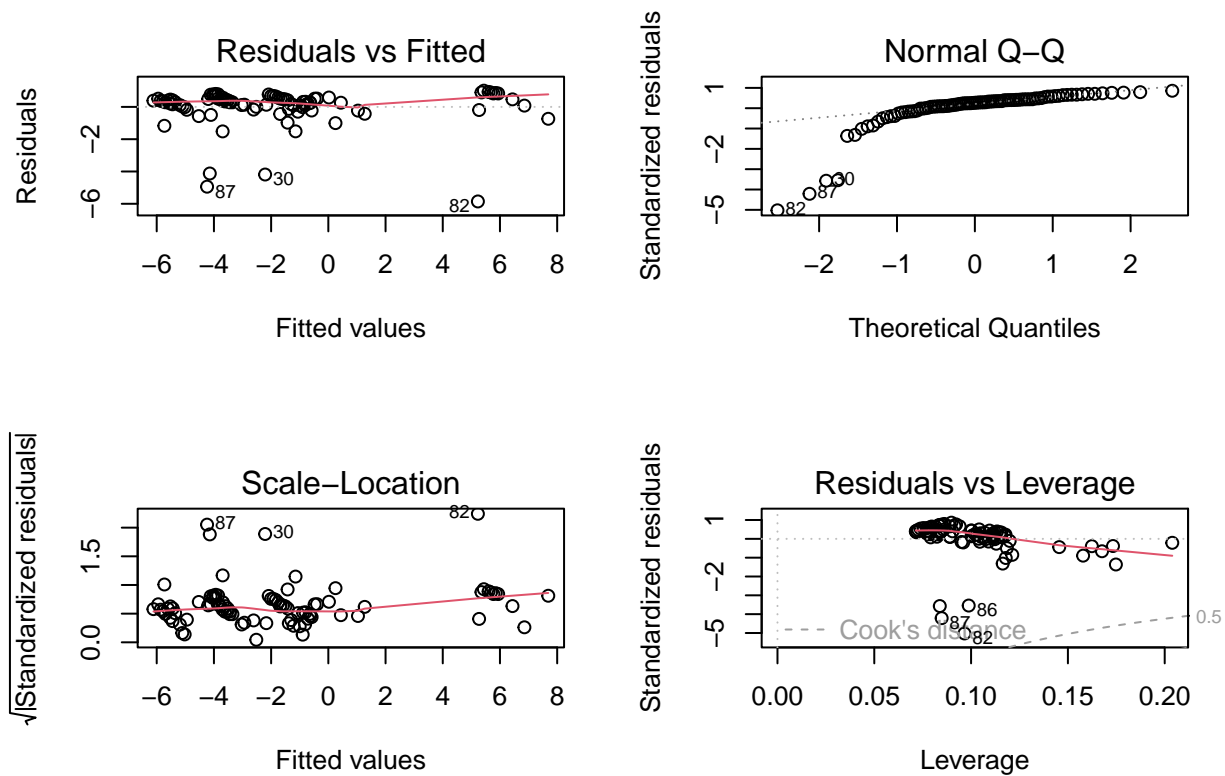 Residuals vs Fitted
Residuals
−2
−6
87
30
82
−6 −4 −2 0 2 4 6 8
Fitted values
Normal Q−Q
Standardized residuals
1
−2
−5
82
87
30
−2 −1 0 1 2
Theoretical Quantiles
Scale−Location
√|Standardized residuals|
1.5
0.0
87
30
82
−6 −4 −2 0 2 4 6 8
Fitted values
Residuals vs Leverage
Standardized residuals
1
−2
−5
86
87
82
Cook's distance
0.5
0.00 0.05 0.10 0.15 0.20
Leverage